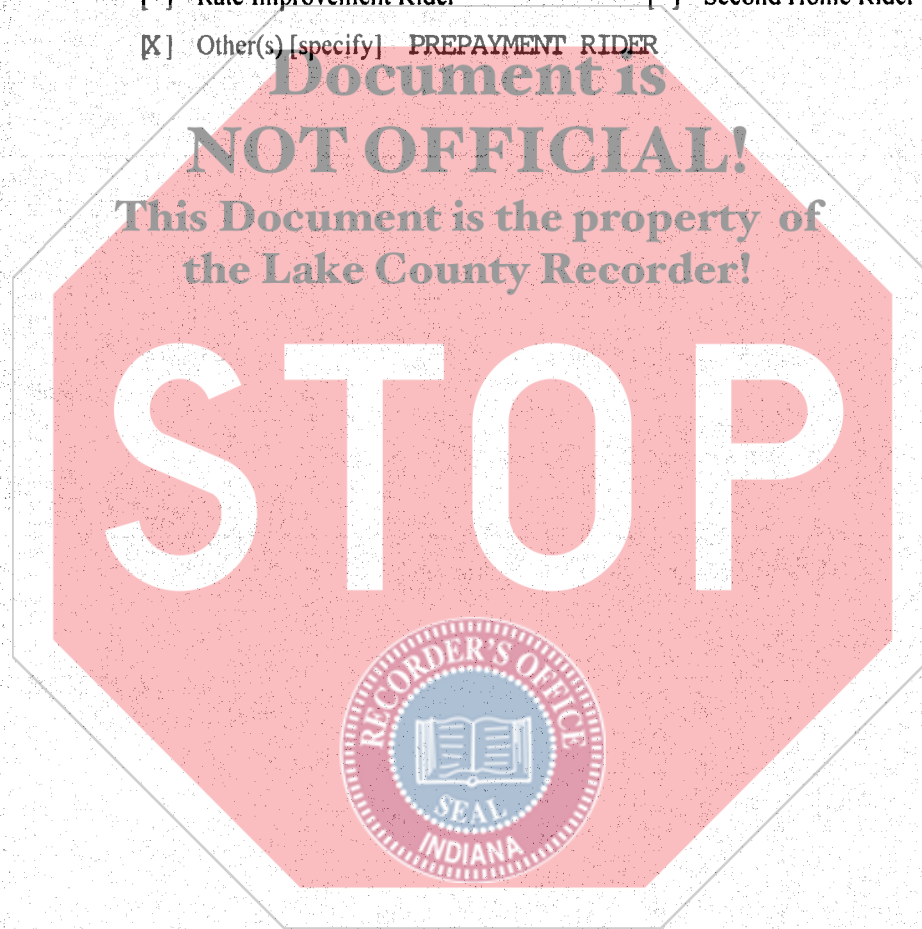 [ ] Rate Improvement Rider [ ] Second Home Rider
[X] Other(s) [specify] PREPAYMENT RIDER
Document is
NOT OFFICIAL!
This Document is the property of
the Lake County Recorder!
STOP
RECORDER'S OFFICE
SEAL
INDIANA